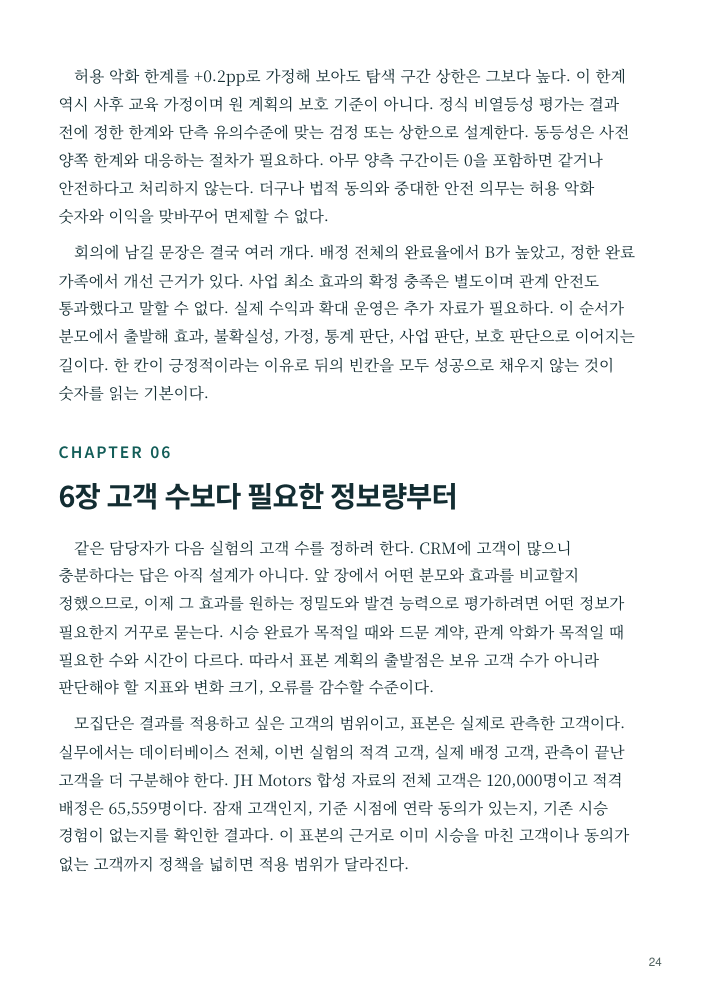 허용 악화 한계를 +0.2pp로 가정해 보아도 탐색 구간 상한은 그보다 높다. 이 한계
역시 사후 교육 가정이며 원 계획의 보호 기준이 아니다. 정식 비열등성 평가는 결과
전에 정한 한계와 단측 유의수준에 맞는 검정 또는 상한으로 설계한다. 동등성은 사전
양쪽 한계와 대응하는 절차가 필요하다. 아무 양측 구간이든 0을 포함하면 같거나
안전하다고 처리하지 않는다. 더구나 법적 동의와 중대한 안전 의무는 허용 악화
숫자와 이익을 맞바꾸어 면제할 수 없다.
회의에 남길 문장은 결국 여러 개다. 배정 전체의 완료율에서 B가 높았고, 정한 완료
가족에서 개선 근거가 있다. 사업 최소 효과의 확정 충족은 별도이며 관계 안전도
통과했다고 말할 수 없다. 실제 수익과 확대 운영은 추가 자료가 필요하다. 이 순서가
분모에서 출발해 효과, 불확실성, 가정, 통계 판단, 사업 판단, 보호 판단으로 이어지는
길이다. 한 칸이 긍정적이라는 이유로 뒤의 빈칸을 모두 성공으로 채우지 않는 것이
숫자를 읽는 기본이다.
CHAPTER 06
6장 고객 수보다 필요한 정보량부터
같은 담당자가 다음 실험의 고객 수를 정하려 한다. CRM에 고객이 많으니
충분하다는 답은 아직 설계가 아니다. 앞 장에서 어떤 분모와 효과를 비교할지
정했으므로, 이제 그 효과를 원하는 정밀도와 발견 능력으로 평가하려면 어떤 정보가
필요한지 거꾸로 묻는다. 시승 완료가 목적일 때와 드문 계약, 관계 악화가 목적일 때
필요한 수와 시간이 다르다. 따라서 표본 계획의 출발점은 보유 고객 수가 아니라
판단해야 할 지표와 변화 크기, 오류를 감수할 수준이다.
모집단은 결과를 적용하고 싶은 고객의 범위이고, 표본은 실제로 관측한 고객이다.
실무에서는 데이터베이스 전체, 이번 실험의 적격 고객, 실제 배정 고객, 관측이 끝난
고객을 더 구분해야 한다. JH Motors 합성 자료의 전체 고객은 120,000명이고 적격
배정은 65,559명이다. 잠재 고객인지, 기준 시점에 연락 동의가 있는지, 기존 시승
경험이 없는지를 확인한 결과다. 이 표본의 근거로 이미 시승을 마친 고객이나 동의가
없는 고객까지 정책을 넓히면 적용 범위가 달라진다.
24